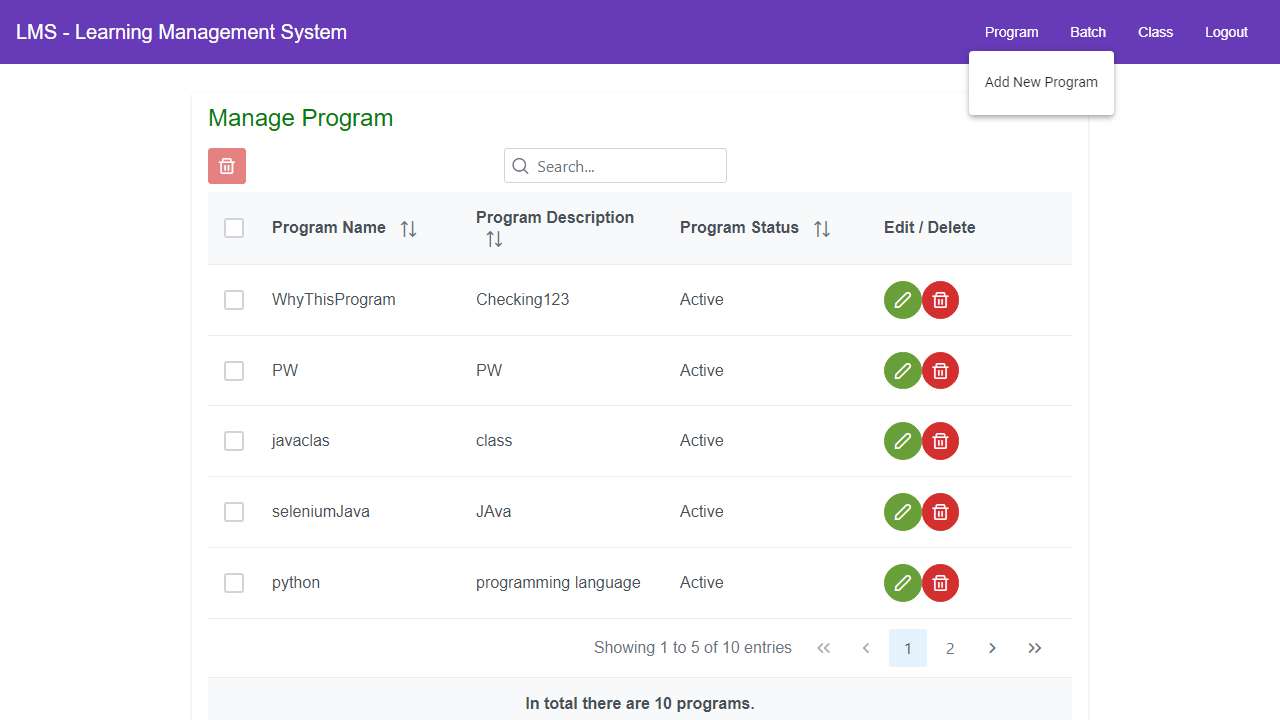 LMS - Learning Management System
Program Batch Class Logout
Add New Program
Manage Program
Search...
Program Name Program Description Program Status Edit / Delete
WhyThisProgram Checking123 Active
PW PW Active
javaclas class Active
seleniumJava JAva Active
python programming language Active
Showing 1 to 5 of 10 entries 1 2
In total there are 10 programs.